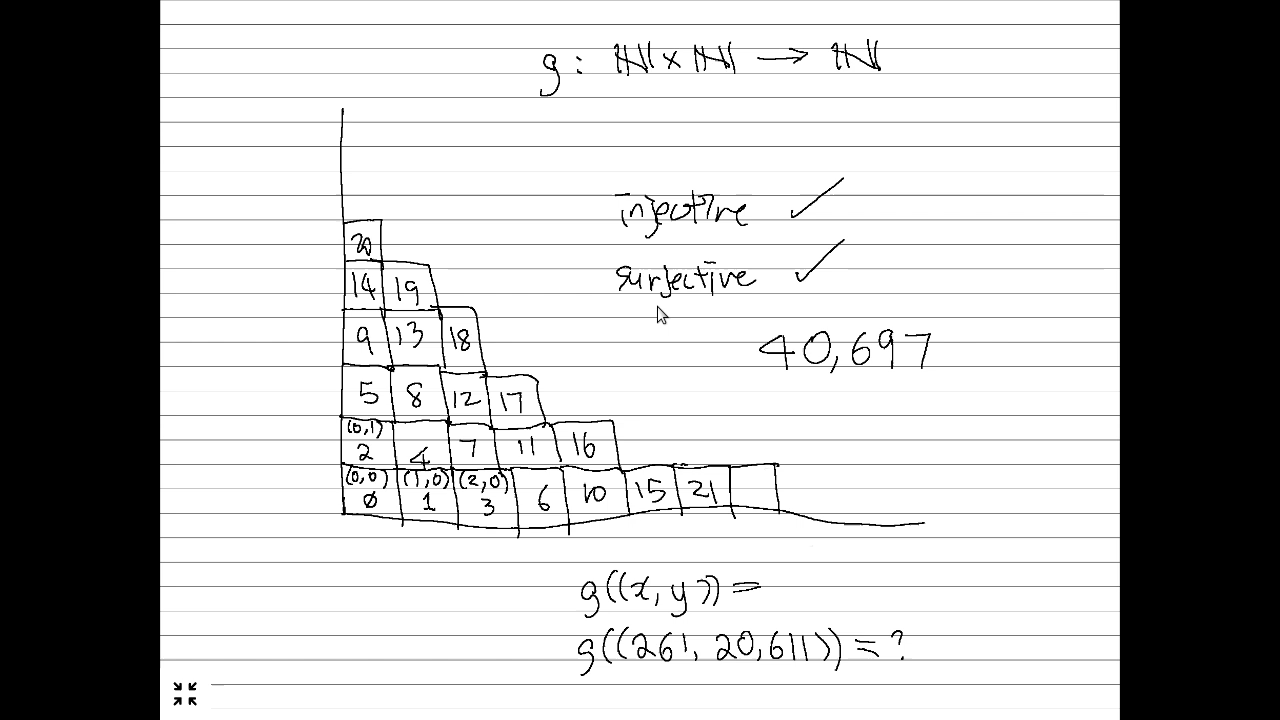 g : ℕ × ℕ → ℕ
injective ✓
surjective ✓
40,697
20
14 19
9 13 18
5 8 12 17
(0,1)
2 4 7 11 16
(0,0) (1,0) (2,0)
0 1 3 6 10 15 21
g((x, y)) =
g((261, 20,611)) = ?